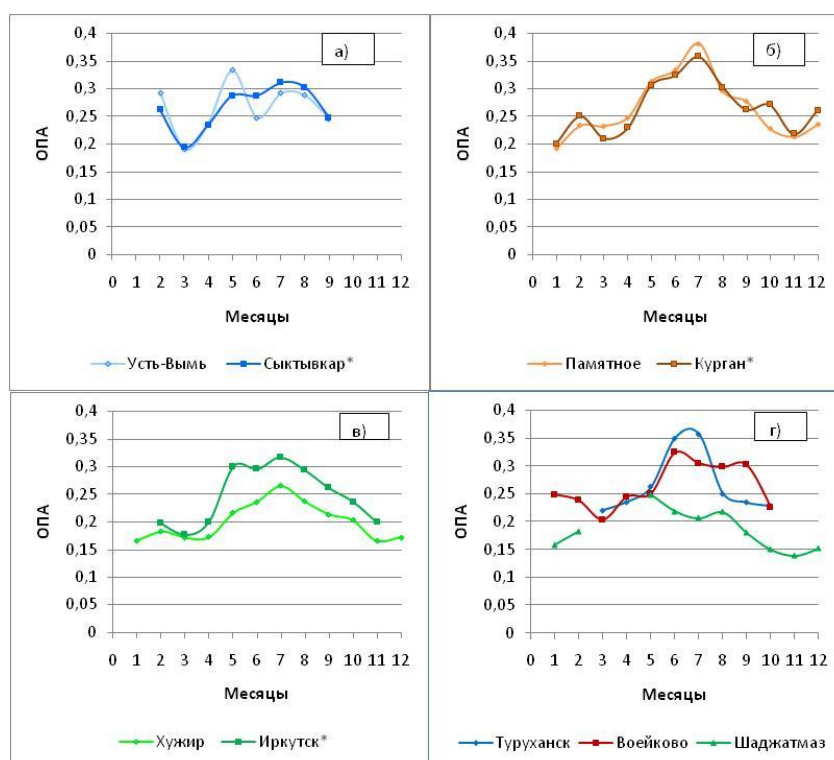 а)
ОПА
0,4
0,35
0,3
0,25
0,2
0,15
0,1
0,05
0
0 1 2 3 4 5 6 7 8 9 10 11 12
Месяцы
Усть-Вымь Сыктывкар*
б)
ОПА
0,4
0,35
0,3
0,25
0,2
0,15
0,1
0,05
0
0 1 2 3 4 5 6 7 8 9 10 11 12
Месяцы
Памятное Курган*
в)
ОПА
0,4
0,35
0,3
0,25
0,2
0,15
0,1
0,05
0
0 1 2 3 4 5 6 7 8 9 10 11 12
Месяцы
Хужир Иркутск*
г)
ОПА
0,4
0,35
0,3
0,25
0,2
0,15
0,1
0,05
0
0 1 2 3 4 5 6 7 8 9 10 11 12
Месяцы
Туруханск Воейково Шаджатмаз